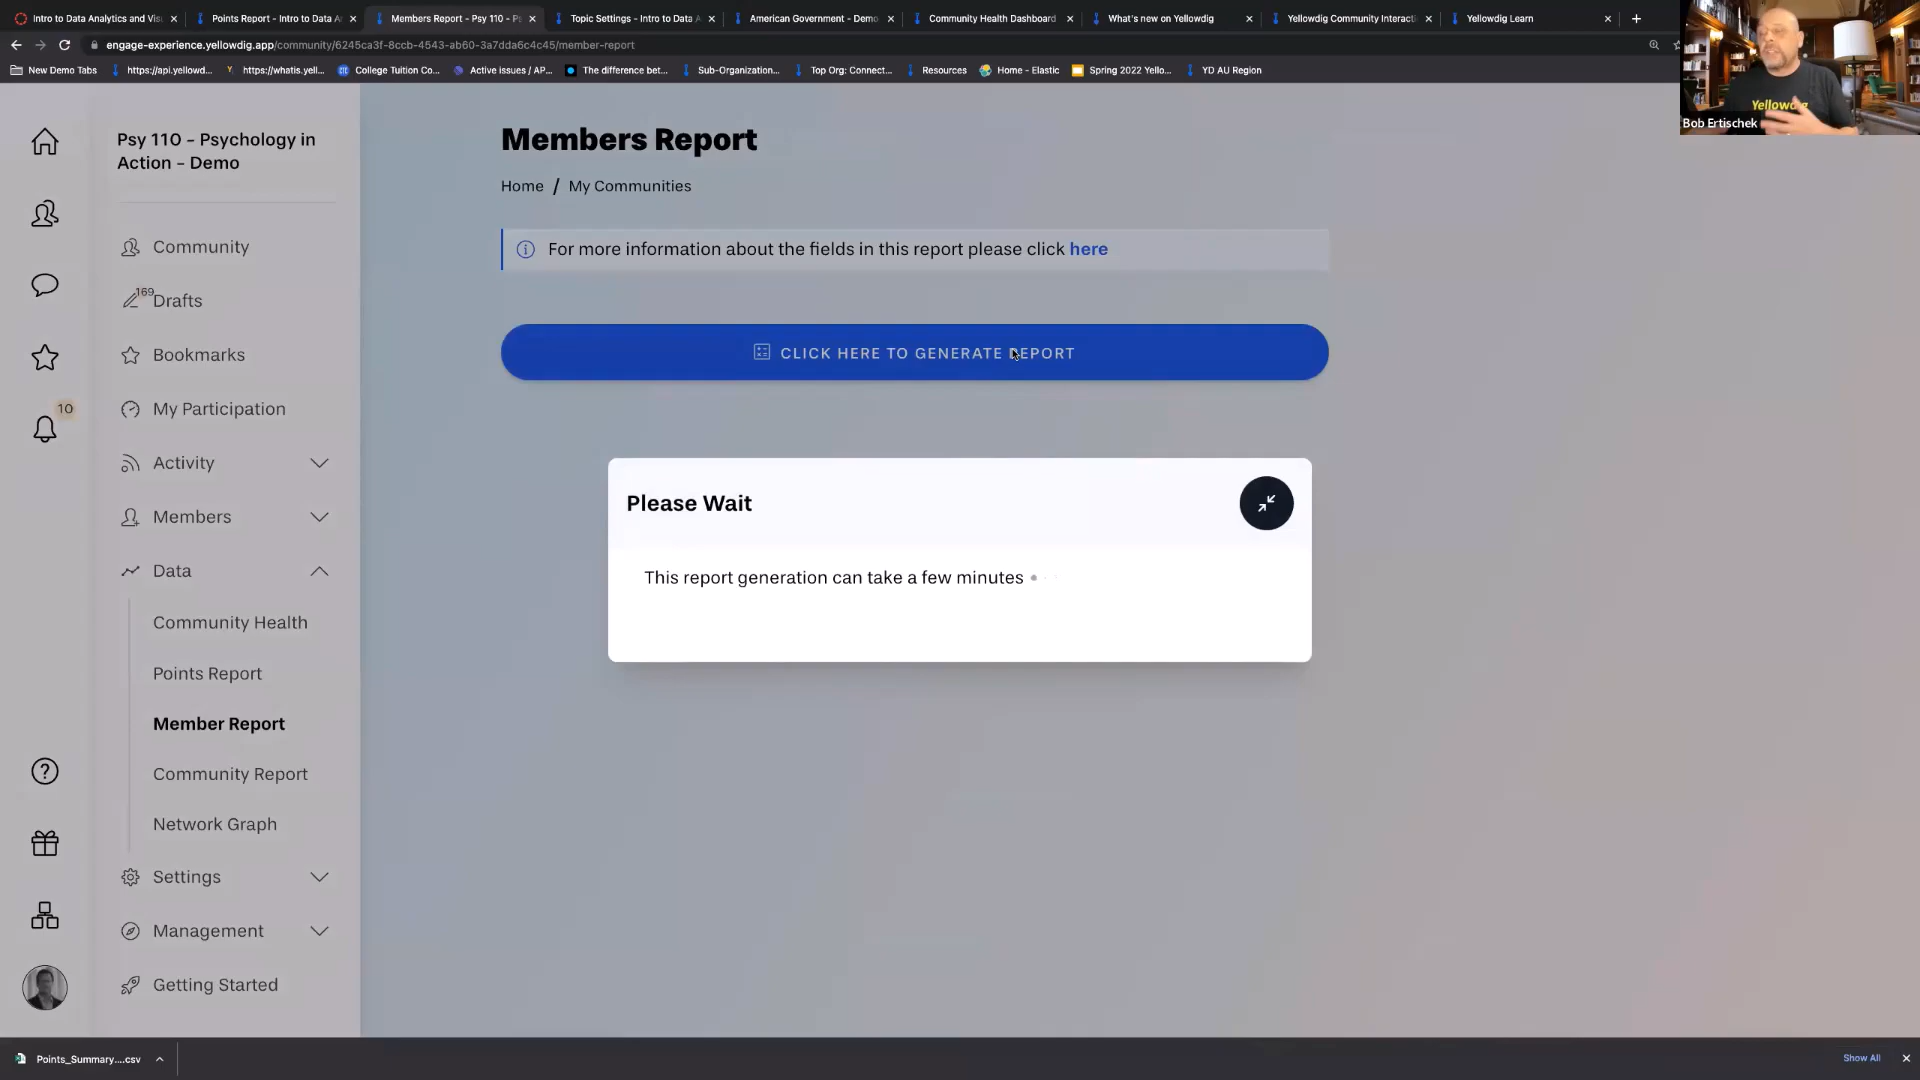 Intro to Data Analytics and Vis
Points Report - Intro to Data A
Members Report - Psy 110 - Ps
Topic Settings - Intro to Data A
American Government - Demo
Community Health Dashboard
What's new on Yellowdig
Yellowdig Community Interacti
Yellowdig Learn
engage-experience.yellowdig.app/community/6245ca3f-8ccb-4543-ab60-3a7dda6c4c45/member-report
New Demo Tabs
https://api.yellowd...
https://whatis.yell...
College Tuition Co...
Active issues / AP...
The difference bet...
Sub-Organization...
Top Org: Connect...
Resources
Home - Elastic
Spring 2022 Yello...
YD AU Region
Yellowdig
Bob Ertischek
Psy 110 - Psychology in
Action - Demo
Community
169
Drafts
Bookmarks
My Participation
10
Activity
Members
Data
Community Health
Points Report
Member Report
Community Report
Network Graph
Settings
Management
Getting Started
Members Report
Home / My Communities
For more information about the fields in this report please click here
CLICK HERE TO GENERATE REPORT
Please Wait
This report generation can take a few minutes
Points_Summary....csv
Show All